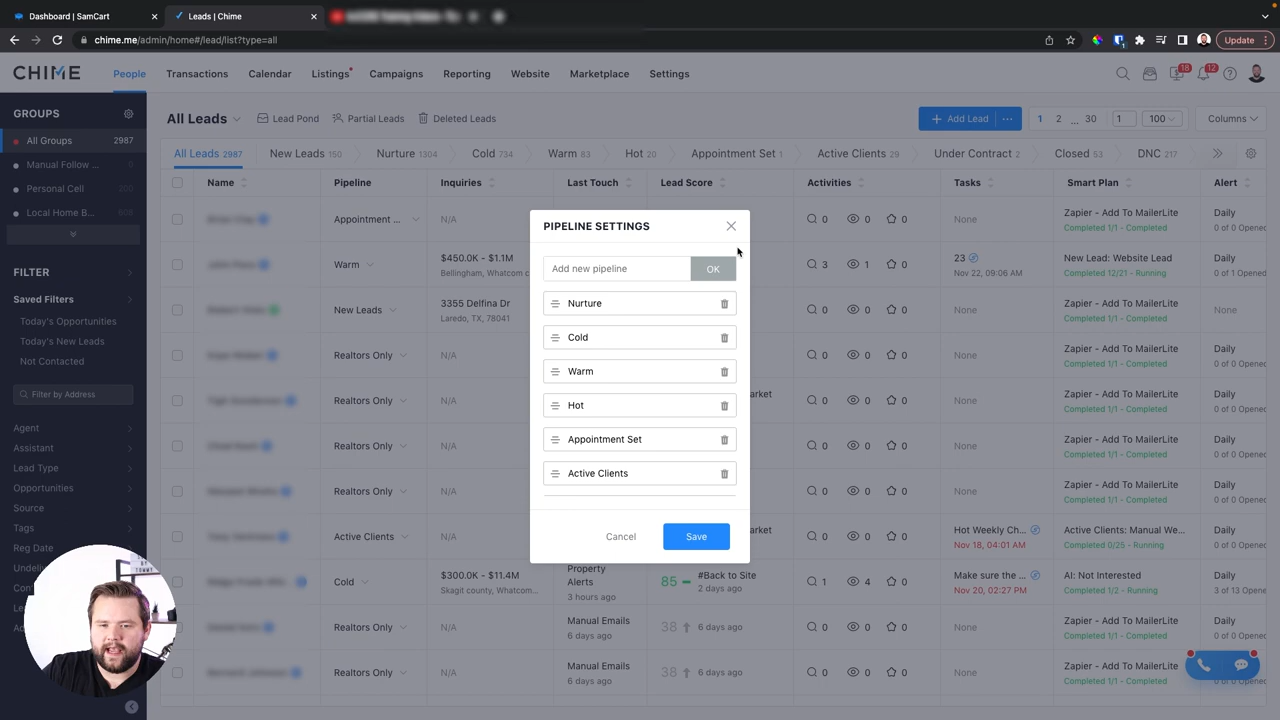 Dashboard | SamCart
Leads | Chime
chime.me/admin/home#/lead/list?type=all
Update
CHIME
People
Transactions
Calendar
Listings
Campaigns
Reporting
Website
Marketplace
Settings
18
12
GROUPS
All Groups 2987
Manual Follow ... 0
Personal Cell
Local Home B...
FILTER
Saved Filters
Today's Opportunities
Today's New Leads
Not Contacted
Filter by Address
Agent
Assistant
Lead Type
Opportunities
Source
Tags
Reg Date
All Leads
Lead Pond
Partial Leads
Deleted Leads
Add Lead
1 2 ... 30
1
100
Columns
All Leads 2987
New Leads 150
Nurture 1304
Cold 734
Warm 83
Hot 20
Appointment Set 1
Active Clients 29
Under Contract 2
Closed 53
DNC 217
Name Pipeline Inquiries Last Touch Lead Score Activities Tasks Smart Plan Alert
Appointment ... N/A 0 0 0 None Zapier - Add To MailerLite Daily
Completed 1/1 - Completed 0 of 0 Opened
Warm $450.0K - $1.1M 3 1 0 23 New Lead: Website Lead Daily
Bellingham, Whatcom c Nov 22, 09:06 AM Completed 12/21 - Running 0 of 1 Opened
New Leads 3355 Delfina Dr 0 0 0 None Zapier - Add To MailerLite None
Laredo, TX, 78041 Completed 1/1 - Completed
Realtors Only N/A 0 0 0 None Zapier - Add To MailerLite Daily
Completed 1/1 - Completed 0 of 0 Opened
Realtors Only N/A arket 0 0 0 None Zapier - Add To MailerLite Daily
Completed 1/1 - Completed 0 of 0 Opened
Realtors Only N/A 0 0 0 None Zapier - Add To MailerLite Daily
Completed 1/1 - Completed 0 of 0 Opened
Realtors Only N/A 0 0 0 None Zapier - Add To MailerLite Daily
Completed 1/1 - Completed 0 of 0 Opened
Active Clients N/A arket 0 0 0 Hot Weekly Ch... Active Clients: Manual We... Daily
Nov 18, 04:01 AM Completed 0/25 - Running 0 of 0 Opened
Cold $300.0K - $11.4M Property Alerts 85 #Back to Site 1 4 0 Make sure the ... AI: Not Interested Daily
Skagit county, Whatcom... 3 hours ago 2 days ago Nov 20, 02:27 PM Completed 1/2 - Running 3 of 13 Opened
Realtors Only N/A Manual Emails 38 6 days ago 0 0 0 None Zapier - Add To MailerLite Daily
6 days ago Completed 1/1 - Completed 0 of 0 Opened
Realtors Only N/A Manual Emails 38 6 days ago 0 0 0 Zapier - Add To MailerLite Daily
6 days ago Completed 1/1 - Completed 0 of 0 Opened
PIPELINE SETTINGS
Add new pipeline OK
Nurture
Cold
Warm
Hot
Appointment Set
Active Clients
Cancel
Save